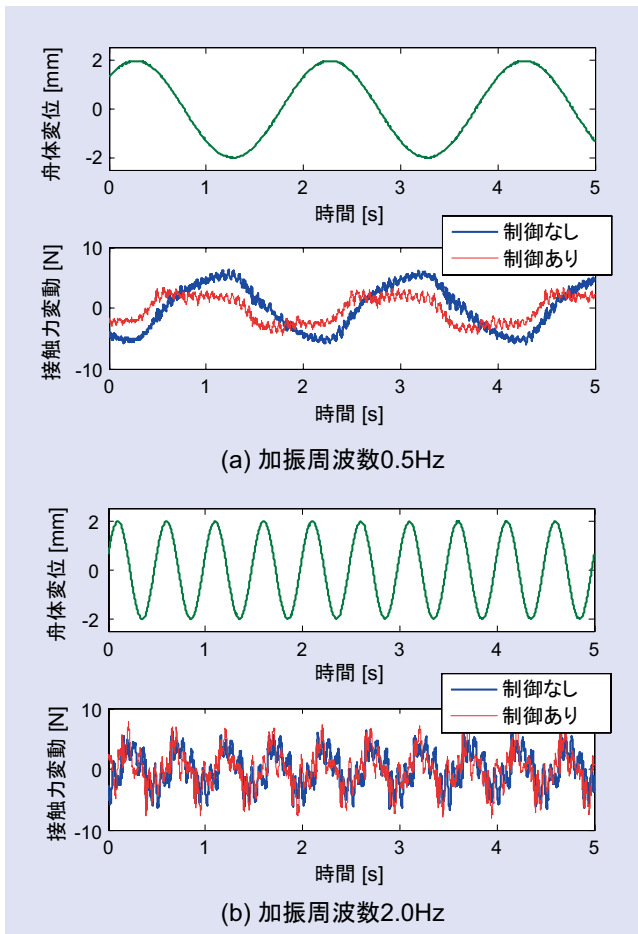 舟体変位 [mm]
2
0
-2
0 1 2 3 4 5
時間 [s]
制御なし
制御あり
接触力変動 [N]
10
0
-10
0 1 2 3 4 5
時間 [s]
(a) 加振周波数0.5Hz
舟体変位 [mm]
2
0
-2
0 1 2 3 4 5
時間 [s]
制御なし
制御あり
接触力変動 [N]
10
0
-10
0 1 2 3 4 5
時間 [s]
(b) 加振周波数2.0Hz